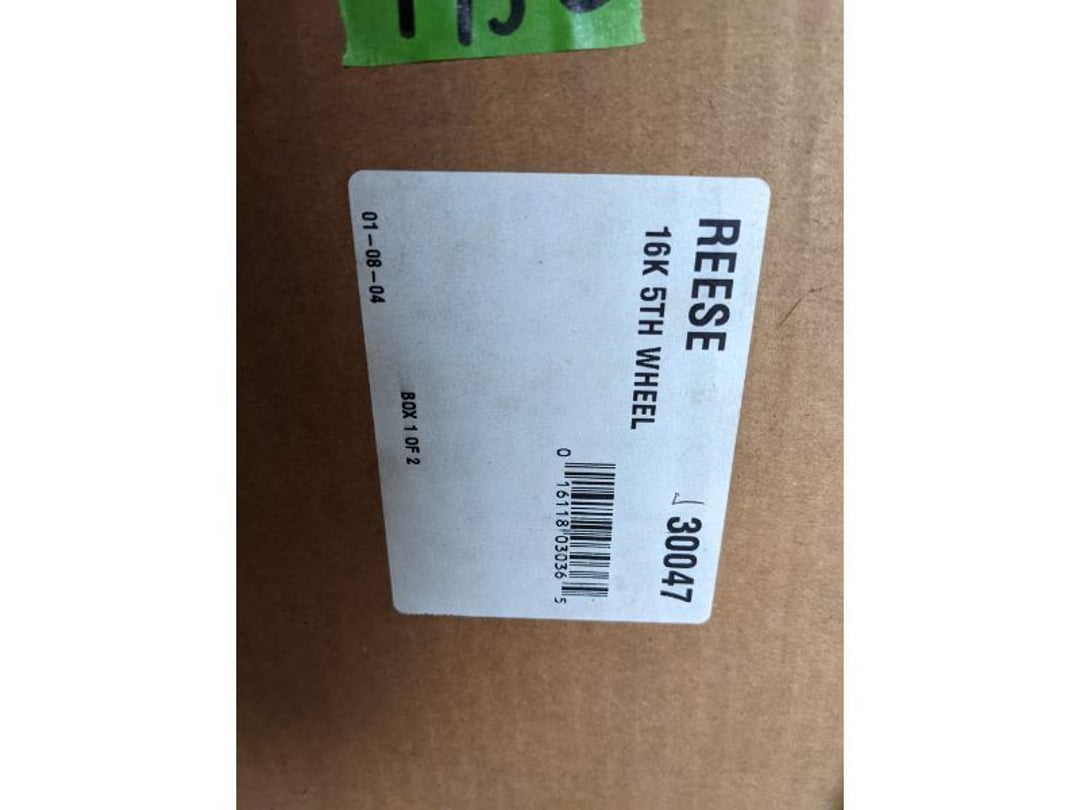 REESE
30047
16K 5TH WHEEL
0 16118 03036 5
BOX 1 OF 2
01-08-04